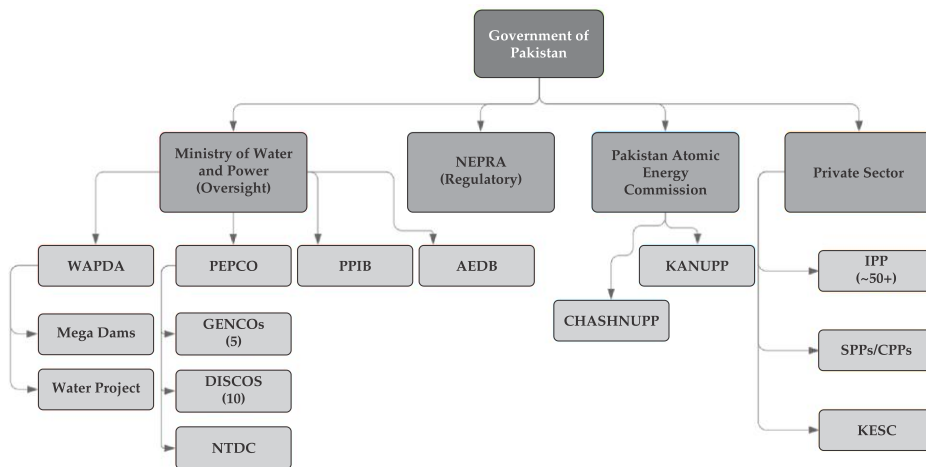 Government of
Pakistan
Ministry of Water
and Power
(Oversight)
NEPRA
(Regulatory)
Pakistan Atomic
Energy
Commission
Private Sector
WAPDA
PEPCO
PPIB
AEDB
KANUPP
IPP
(~50+)
CHASHNUPP
Mega Dams
GENCOs
(5)
SPPs/CPPs
Water Project
DISCOS
(10)
KESC
NTDC